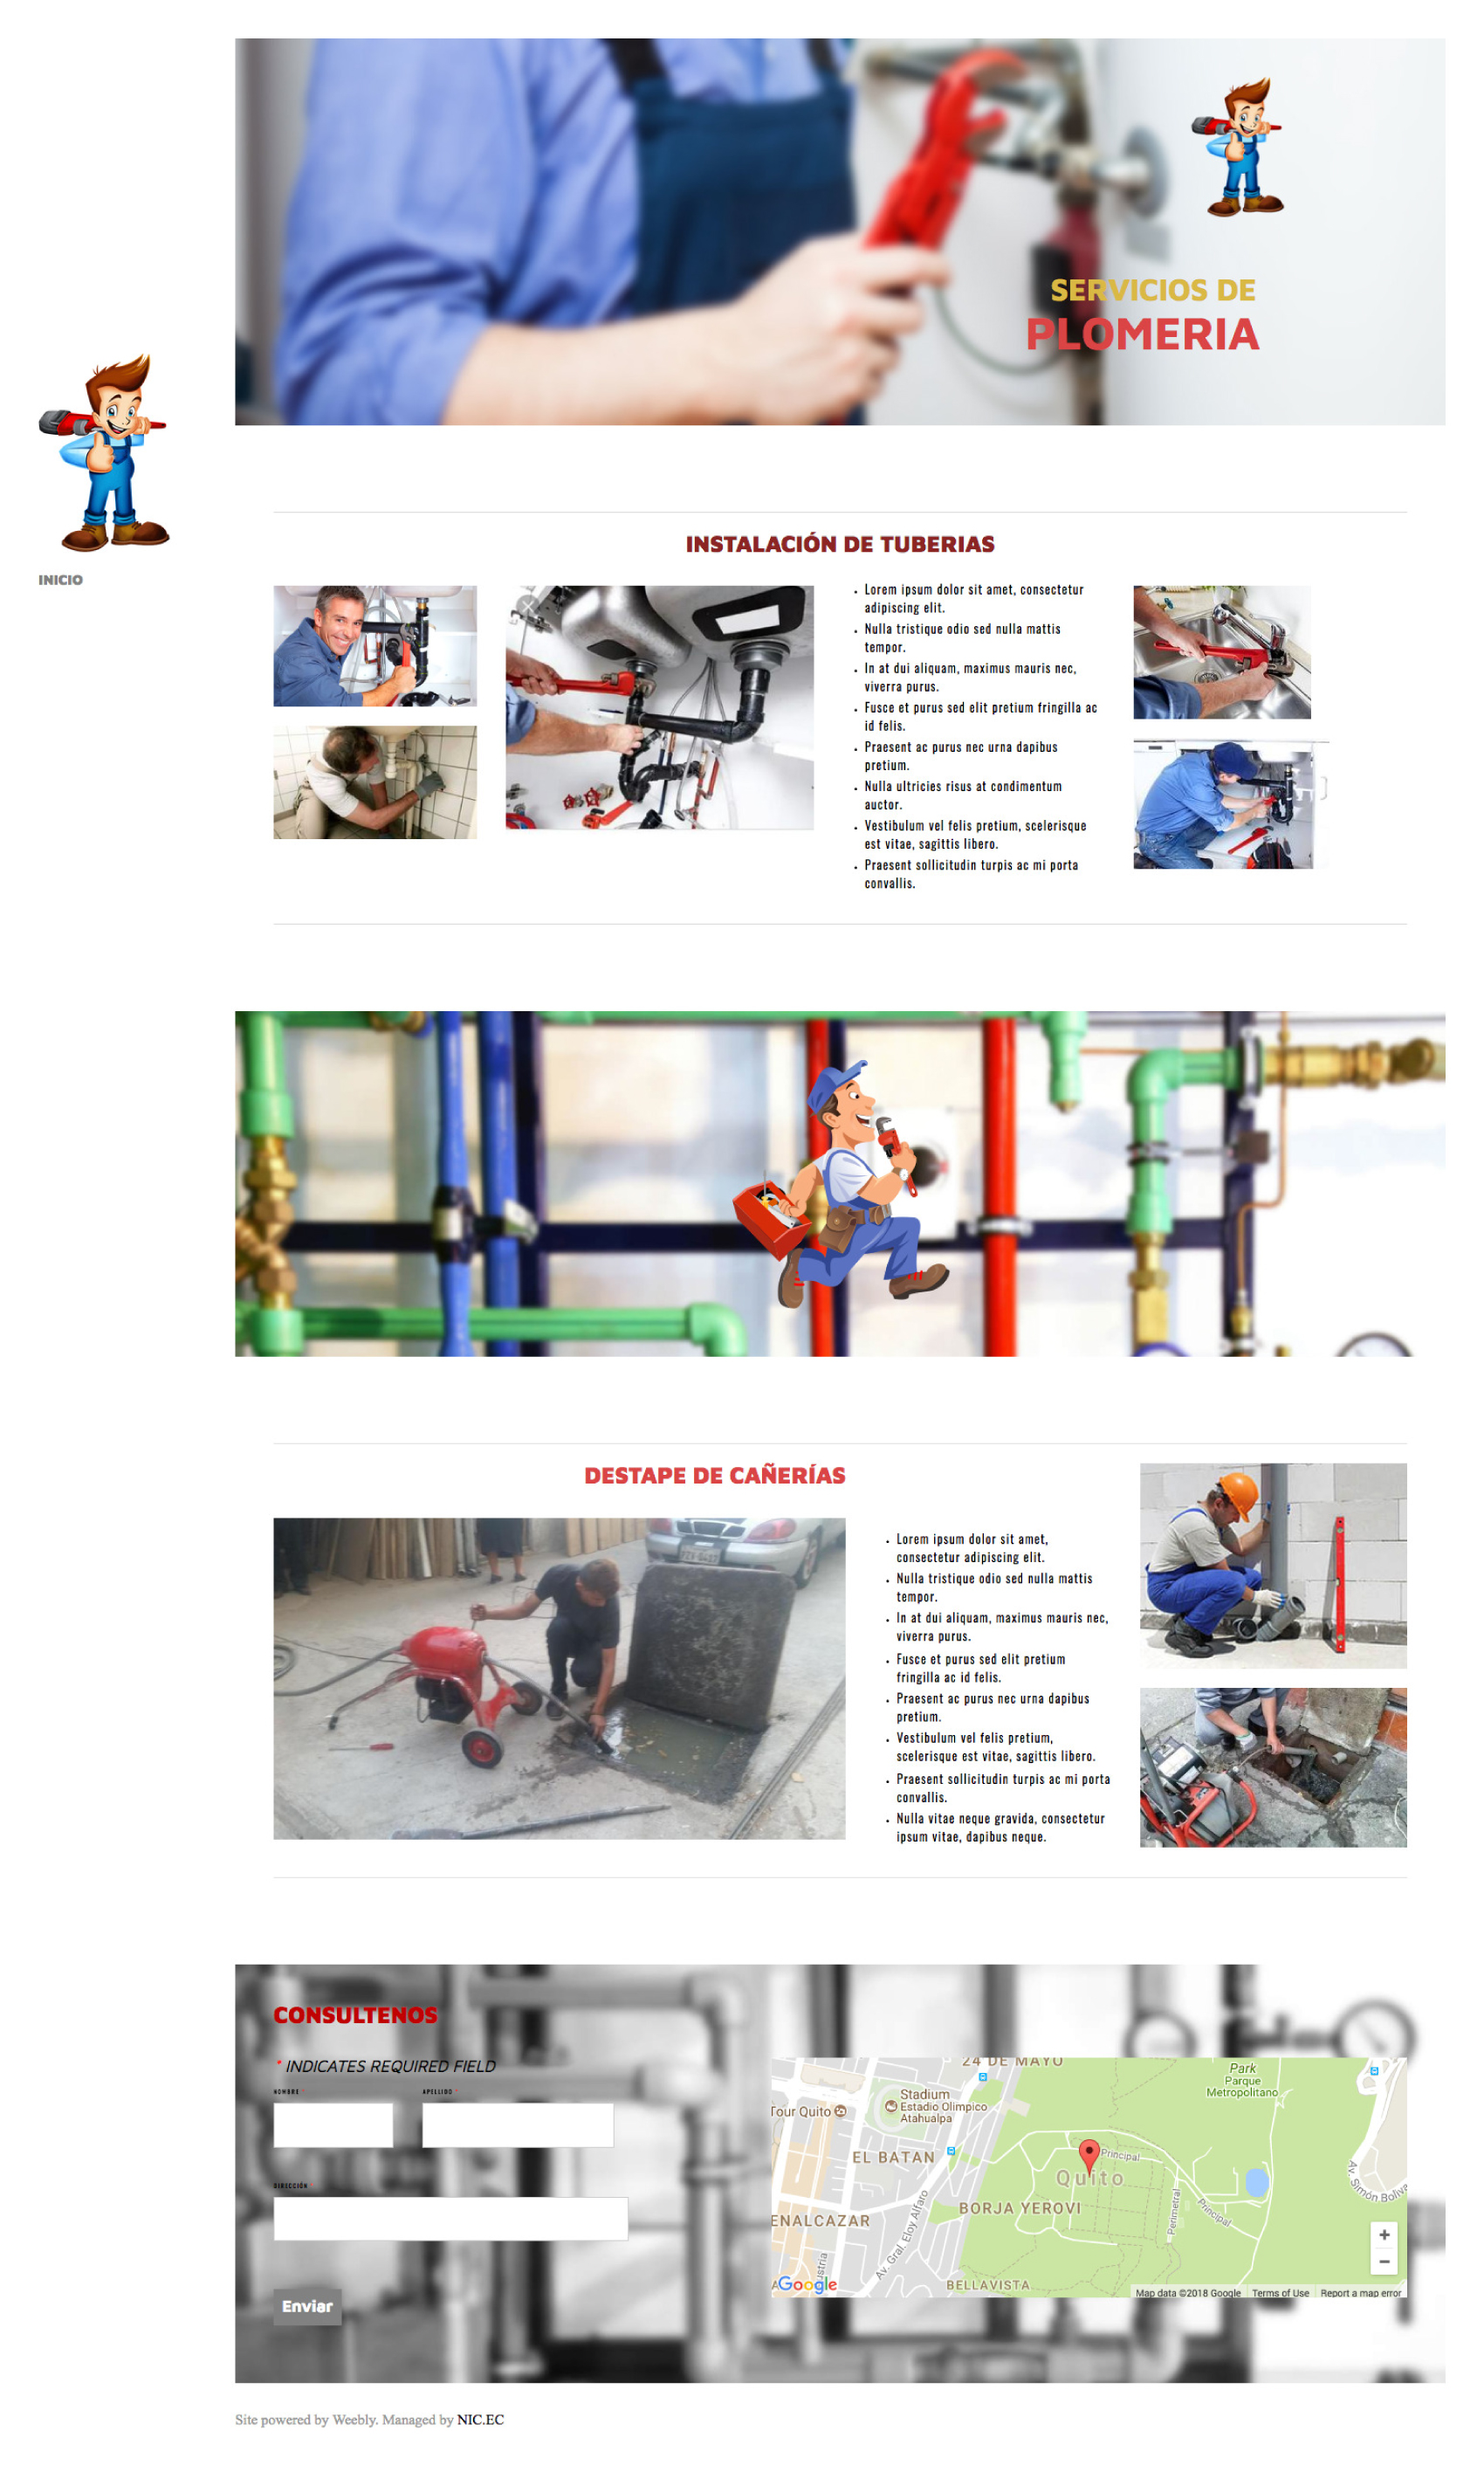 SERVICIOS DE
PLOMERIA
INICIO
INSTALACIÓN DE TUBERIAS
• Lorem ipsum dolor sit amet, consectetur
adipiscing elit.
• Nulla tristique odio sed nulla mattis
tempor.
• In at dui aliquam, maximus mauris nec,
viverra purus.
• Fusce et purus sed elit pretium fringilla ac
id felis.
• Praesent ac purus nec urna dapibus
pretium.
• Nulla ultricies risus at condimentum
auctor.
• Vestibulum vel felis pretium, scelerisque
est vitae, sagittis libero.
• Praesent sollicitudin turpis ac mi porta
convallis.
DESTAPE DE CAÑERÍAS
• Lorem ipsum dolor sit amet,
consectetur adipiscing elit.
• Nulla tristique odio sed nulla mattis
tempor.
• In at dui aliquam, maximus mauris nec,
viverra purus.
• Fusce et purus sed elit pretium
fringilla ac id felis.
• Praesent ac purus nec urna dapibus
pretium.
• Vestibulum vel felis pretium,
scelerisque est vitae, sagittis libero.
• Praesent sollicitudin turpis ac mi porta
convallis.
• Nulla vitae neque gravida, consectetur
ipsum vitae, dapibus neque.
CONSULTENOS
* INDICATES REQUIRED FIELD
NOMBRE *
APELLIDO *
DIRECCIÓN *
Enviar
24 DE MAYO
Park
Parque
Metropolitano
Stadium
Estadio Olímpico
Atahualpa
Tour Quito
EL BATAN
Principal
Quito
BORJA YEROVI
ENALCAZAR
Av. Gral. Eloy Alfaro
Perimetral
Principal
Av. Simón Boliva
BELLAVISTA
Google
+
−
Map data ©2018 Google
Terms of Use
Report a map error
Site powered by Weebly. Managed by NIC.EC